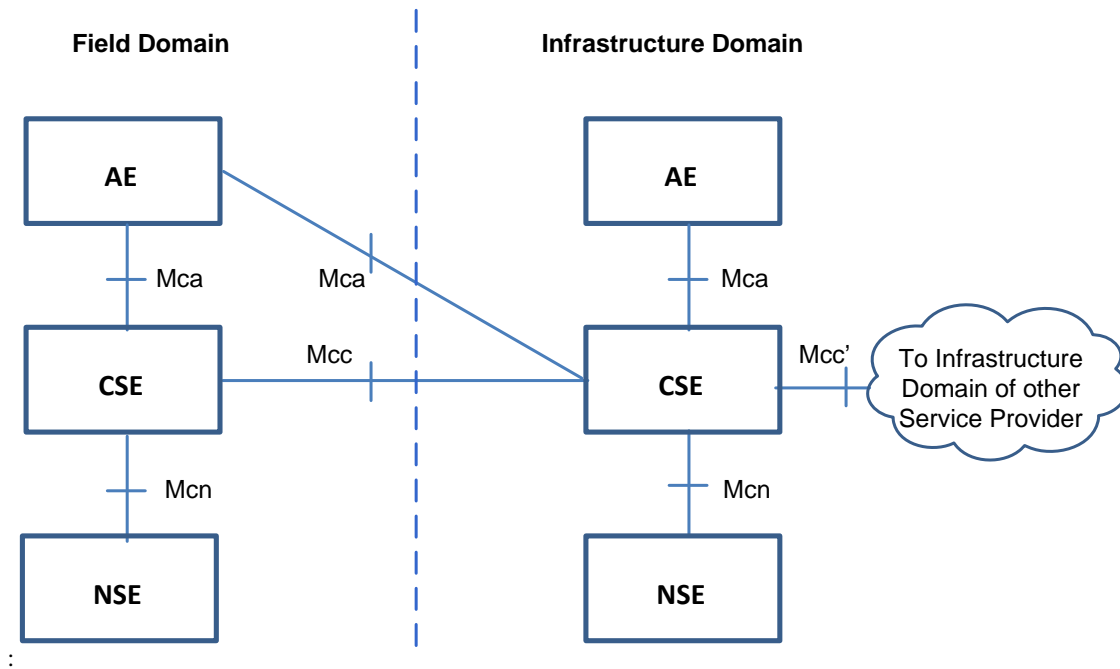 Field Domain
Infrastructure Domain
AE
AE
Mca
Mca
Mca
Mcc
Mcc’
CSE
CSE
To Infrastructure
Domain of other
Service Provider
Mcn
Mcn
NSE
NSE
: